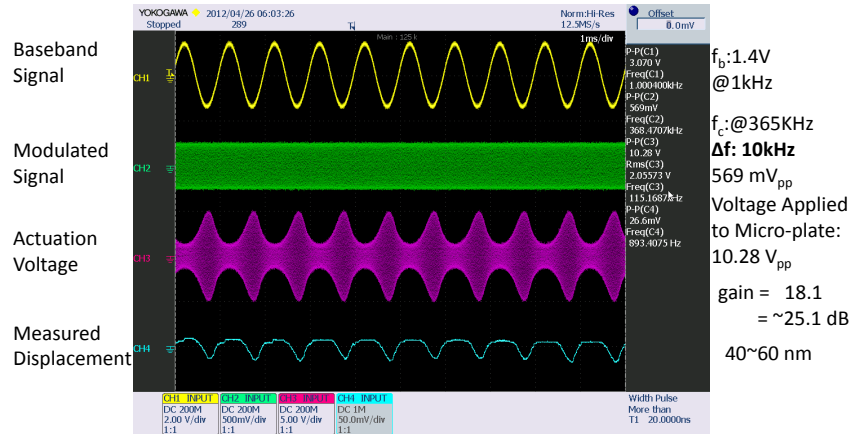 YOKOGAWA 2012/04/26 06:03:26
Stopped 289
Norm:Hi-Res
12.5MS/s
Offset
0.0mV
Main : 125 k
1ms/div
Baseband
Signal
Modulated
Signal
Actuation
Voltage
Measured
Displacement
CH1
CH2
CH3
CH4
P-P(C1)
3.070 V
Freq(C1)
1.000400kHz
P-P(C2)
569mV
Freq(C2)
368.4707kHz
P-P(C3)
10.28 V
Rms(C3)
2.05573 V
Freq(C3)
115.1687kHz
P-P(C4)
26.6mV
Freq(C4)
893.4075 Hz
fb:1.4V
@1kHz
fc:@365KHz
Δf: 10kHz
569 mVpp
Voltage Applied
to Micro-plate:
10.28 Vpp
gain = 18.1
= ~25.1 dB
40~60 nm
CH1 INPUT
DC 200M
2.00 V/div
1:1
CH2 INPUT
DC 200M
500mV/div
1:1
CH3 INPUT
DC 200M
5.00 V/div
1:1
CH4 INPUT
DC 1M
50.0mV/div
1:1
Width Pulse
More than
T1 20.0000ns